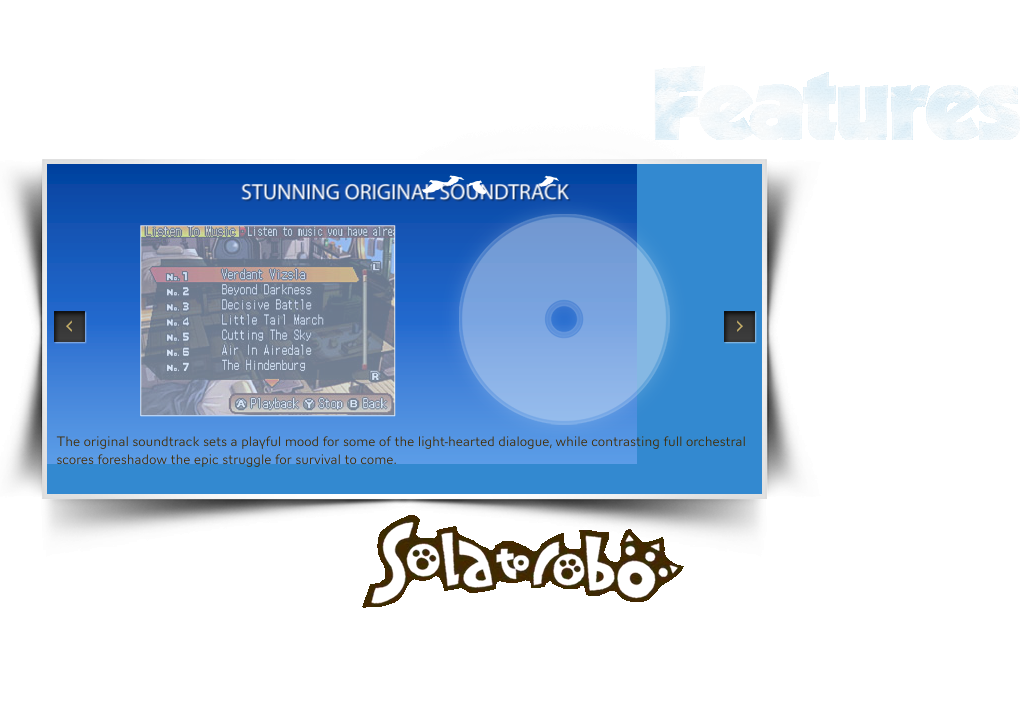 Features
STUNNING ORIGINAL SOUNDTRACK
Listen To Music Listen to music you have alre
L
No. 1 Verdant Vizsla
No. 2 Beyond Darkness
No. 3 Decisive Battle
No. 4 Little Tail March
No. 5 Cutting The Sky
No. 6 Air In Airedale
No. 7 The Hindenburg
R
A Playback Y Stop B Back
The original soundtrack sets a playful mood for some of the light-hearted dialogue, while contrasting full orchestral
scores foreshadow the epic struggle for survival to come.
Solatorobo